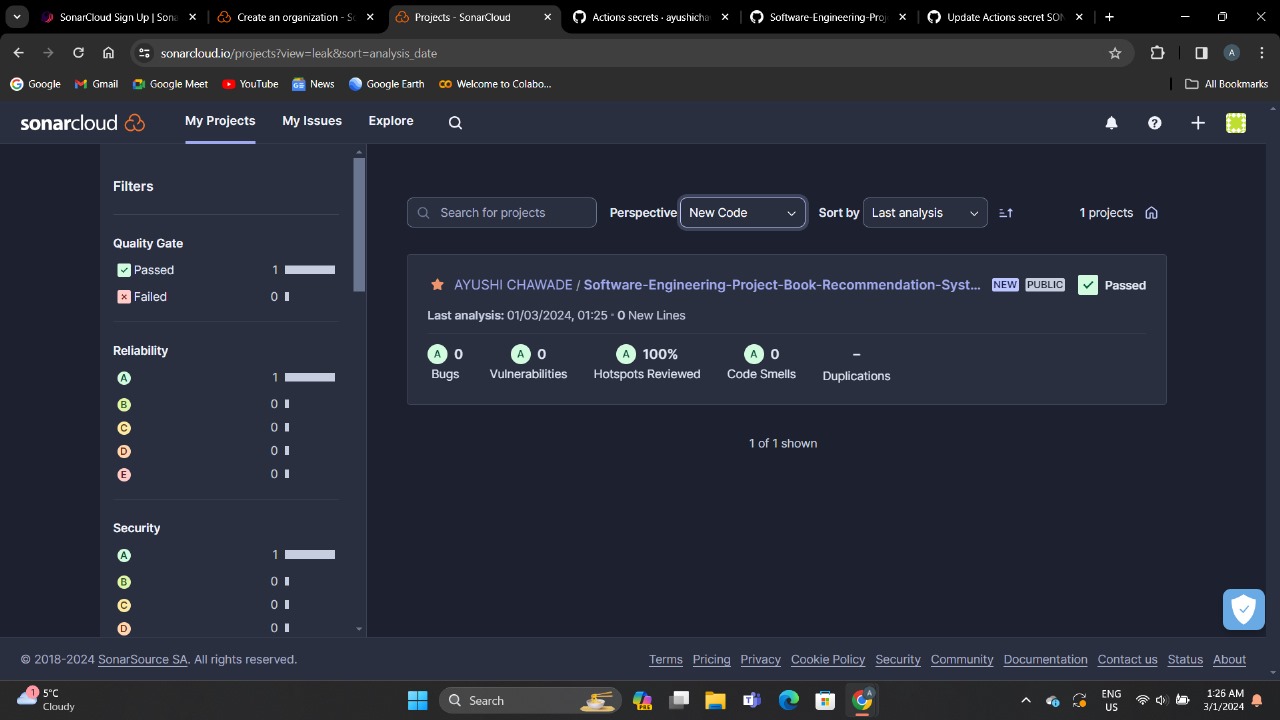 SonarCloud Sign Up | Sona
Create an organization - S
Projects - SonarCloud
Actions secrets · ayushicha
Software-Engineering-Proj
Update Actions secret SON
sonarcloud.io/projects?view=leak&sort=analysis_date
A
Google
Gmail
Google Meet
YouTube
News
Google Earth
Welcome to Colabo...
All Bookmarks
sonarcloud
My Projects
My Issues
Explore
Filters
Search for projects
Perspective
New Code
Sort by
Last analysis
1 projects
Quality Gate
Passed 1
Failed 0
Reliability
A 1
B 0
C 0
D 0
E 0
Security
A 1
B 0
C 0
D 0
AYUSHI CHAWADE / Software-Engineering-Project-Book-Recommendation-Syst... NEW PUBLIC Passed
Last analysis: 01/03/2024, 01:25 · 0 New Lines
A 0 A 0 A 100% A 0 –
Bugs Vulnerabilities Hotspots Reviewed Code Smells Duplications
1 of 1 shown
© 2018-2024 SonarSource SA. All rights reserved.
Terms Pricing Privacy Cookie Policy Security Community Documentation Contact us Status About
1
5°C
Cloudy
Search
PRE
A
ENG
US
1:26 AM
3/1/2024